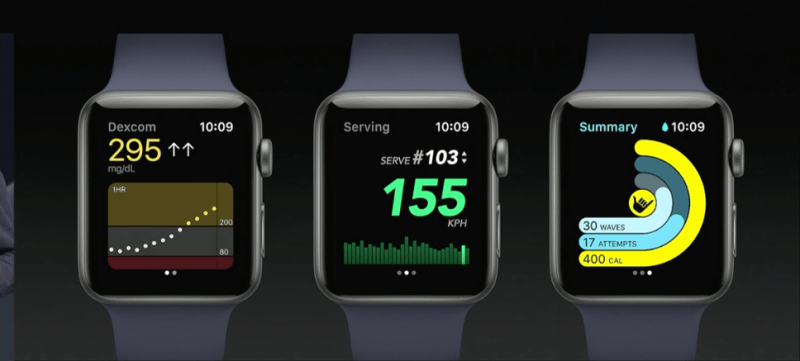 Dexcom 10:09
295 ↑↑
mg/dL
1HR
200
80
Serving 10:09
SERVE #103
155
KPH
Summary 10:09
30 WAVES
17 ATTEMPTS
400 CAL